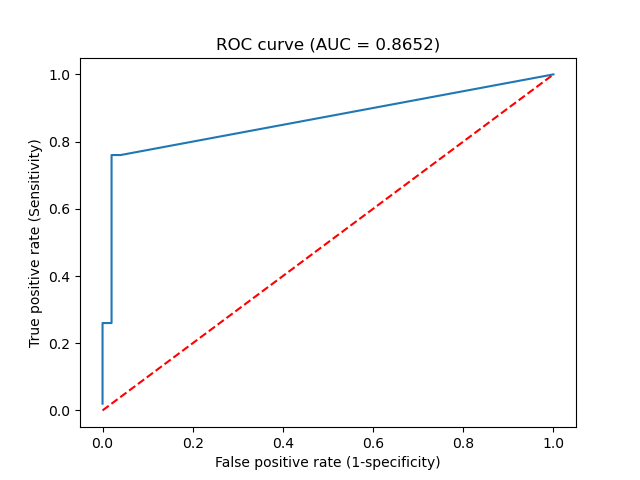 ROC curve (AUC = 0.8652)
True positive rate (Sensitivity)
1.0
0.8
0.6
0.4
0.2
0.0
0.0 0.2 0.4 0.6 0.8 1.0
False positive rate (1-specificity)